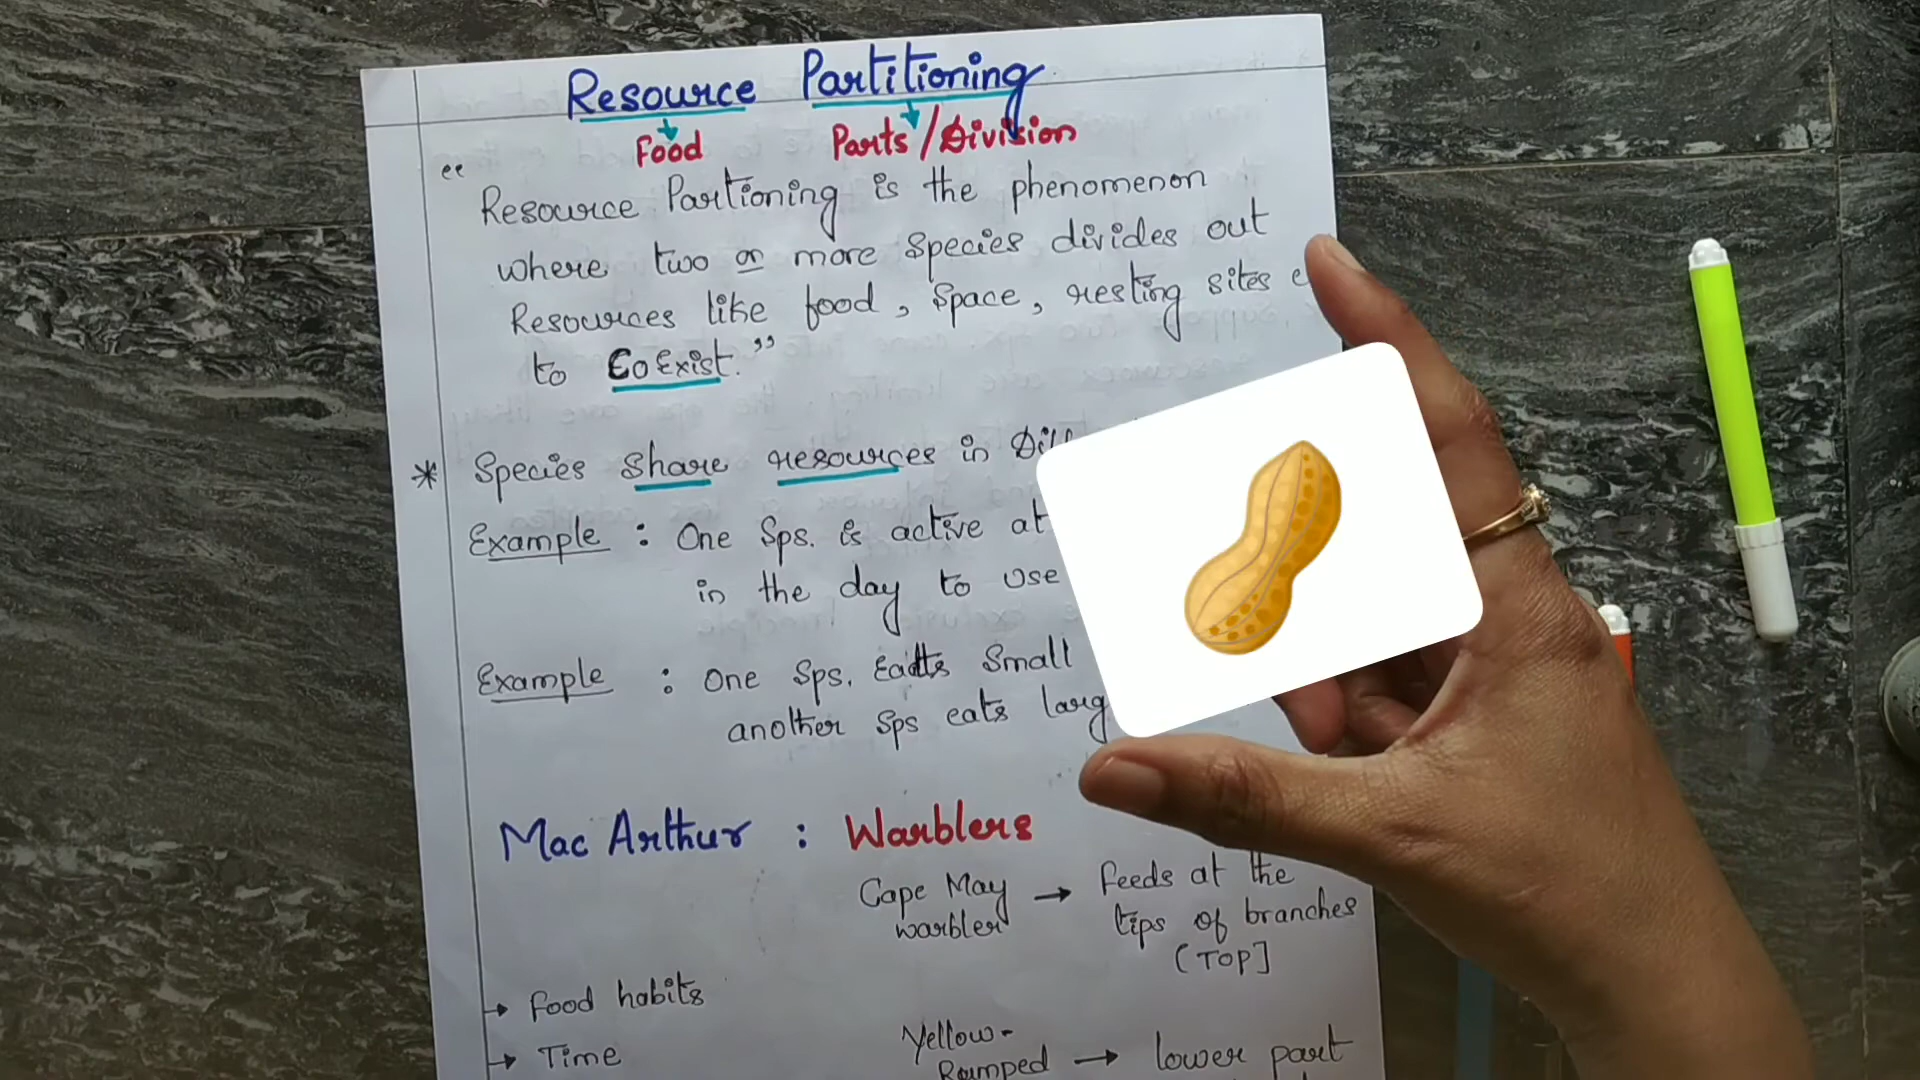 Resource Partitioning
Food Parts/Division
"Resource Partioning is the phenomenon
where two or more species divides out
Resources like food, Space, resting sites
to CoExist."
* Species share resources in
Example : One Sps. is active at
in the day to use
Example : One Sps. Eats Small
another Sps eats
Mac Arthur : Warblers
Cape May warbler → feeds at the
tips of branches
[TOP]
→ food habits
→ Time
Yellow-
Rumped → lower part